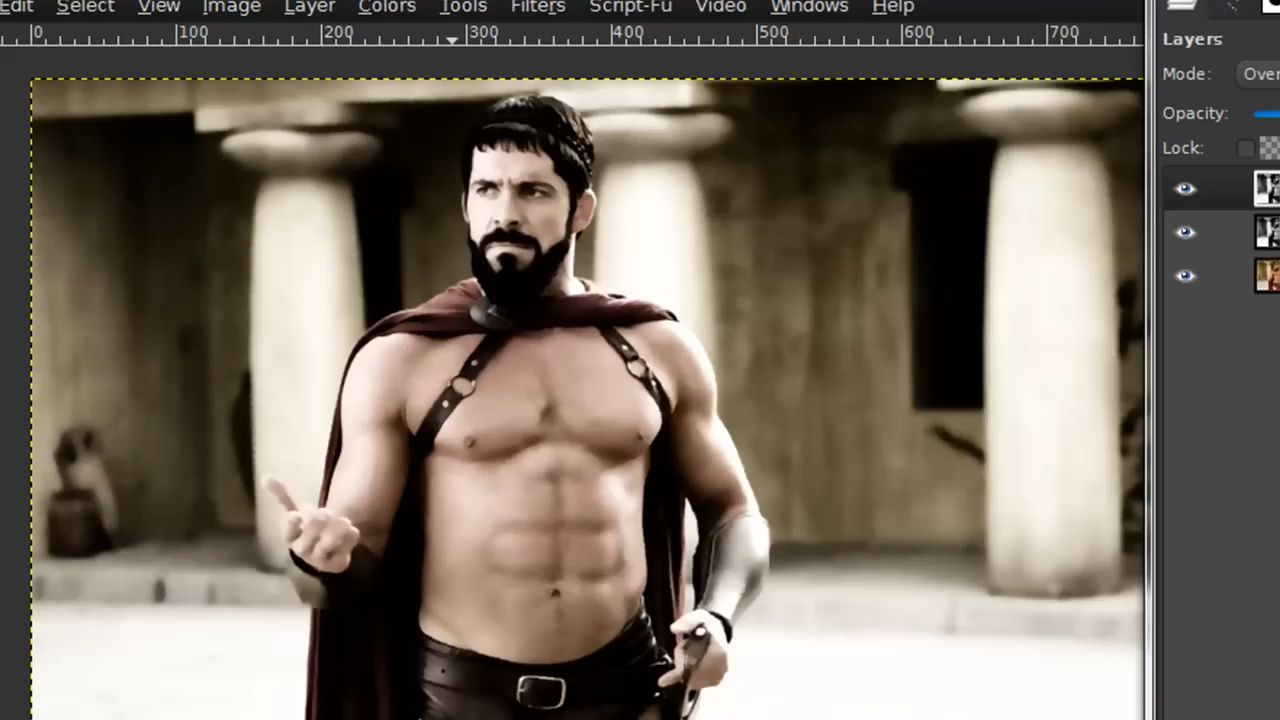 Edit Select View Image Layer Colors Tools Filters Script-Fu Video Windows Help
0 100 200 300 400 500 600 700
Layers
Mode:
Opacity:
Lock: